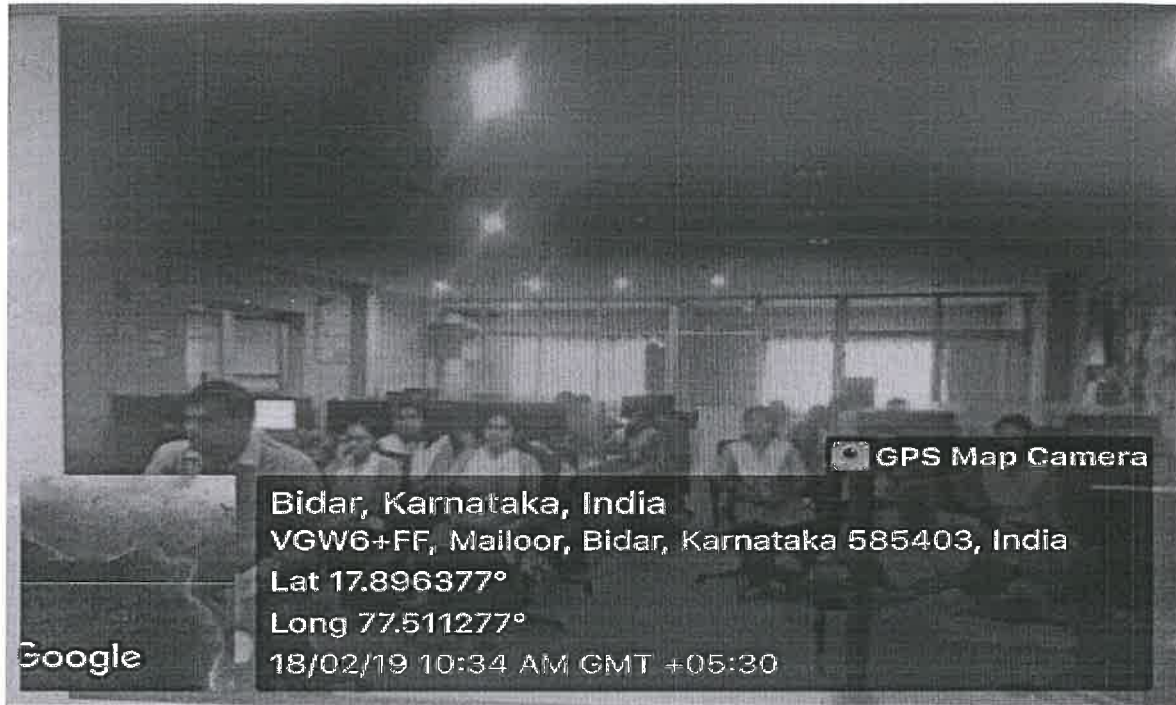 GPS Map Camera
Bidar, Karnataka, India
VGW6+FF, Mailoor, Bidar, Karnataka 585403, India
Lat 17.896377°
Long 77.511277°
18/02/19 10:34 AM GMT +05:30
Google